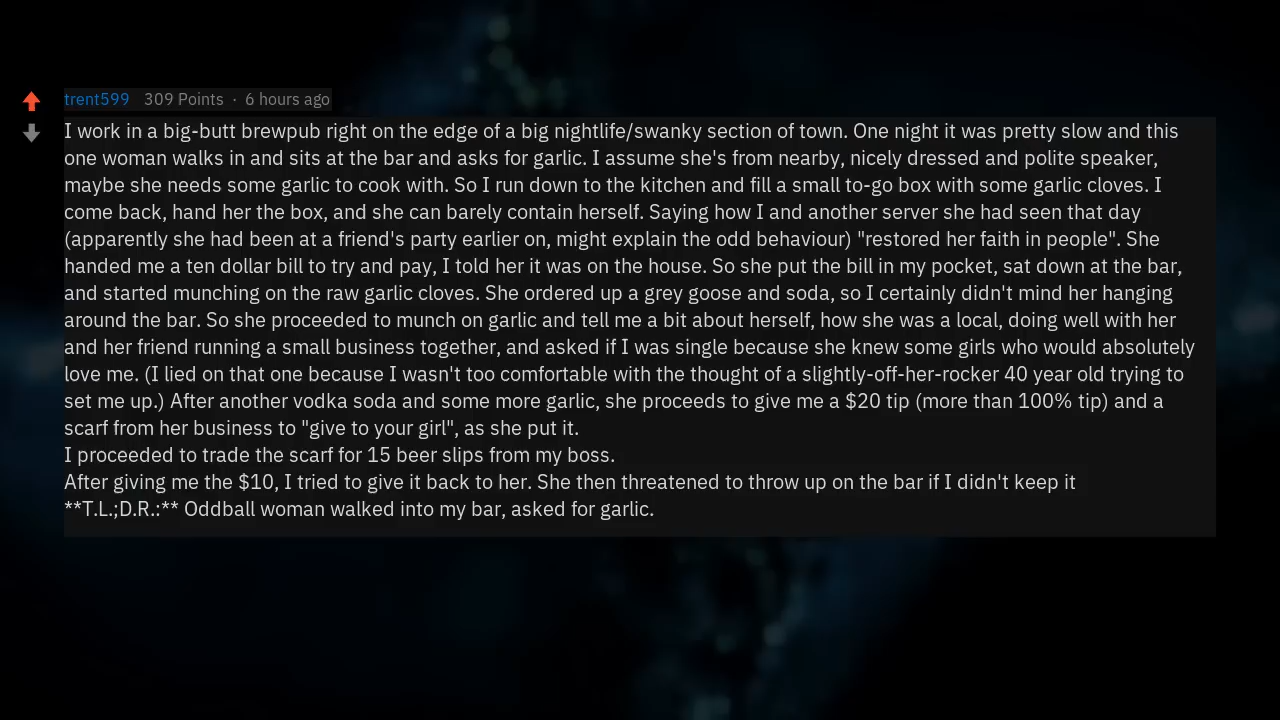 trent599 309 Points · 6 hours ago
I work in a big-butt brewpub right on the edge of a big nightlife/swanky section of town. One night it was pretty slow and this
one woman walks in and sits at the bar and asks for garlic. I assume she's from nearby, nicely dressed and polite speaker,
maybe she needs some garlic to cook with. So I run down to the kitchen and fill a small to-go box with some garlic cloves. I
come back, hand her the box, and she can barely contain herself. Saying how I and another server she had seen that day
(apparently she had been at a friend's party earlier on, might explain the odd behaviour) "restored her faith in people". She
handed me a ten dollar bill to try and pay, I told her it was on the house. So she put the bill in my pocket, sat down at the bar,
and started munching on the raw garlic cloves. She ordered up a grey goose and soda, so I certainly didn't mind her hanging
around the bar. So she proceeded to munch on garlic and tell me a bit about herself, how she was a local, doing well with her
and her friend running a small business together, and asked if I was single because she knew some girls who would absolutely
love me. (I lied on that one because I wasn't too comfortable with the thought of a slightly-off-her-rocker 40 year old trying to
set me up.) After another vodka soda and some more garlic, she proceeds to give me a $20 tip (more than 100% tip) and a
scarf from her business to "give to your girl", as she put it.
I proceeded to trade the scarf for 15 beer slips from my boss.
After giving me the $10, I tried to give it back to her. She then threatened to throw up on the bar if I didn't keep it
**T.L.;D.R.:** Oddball woman walked into my bar, asked for garlic.